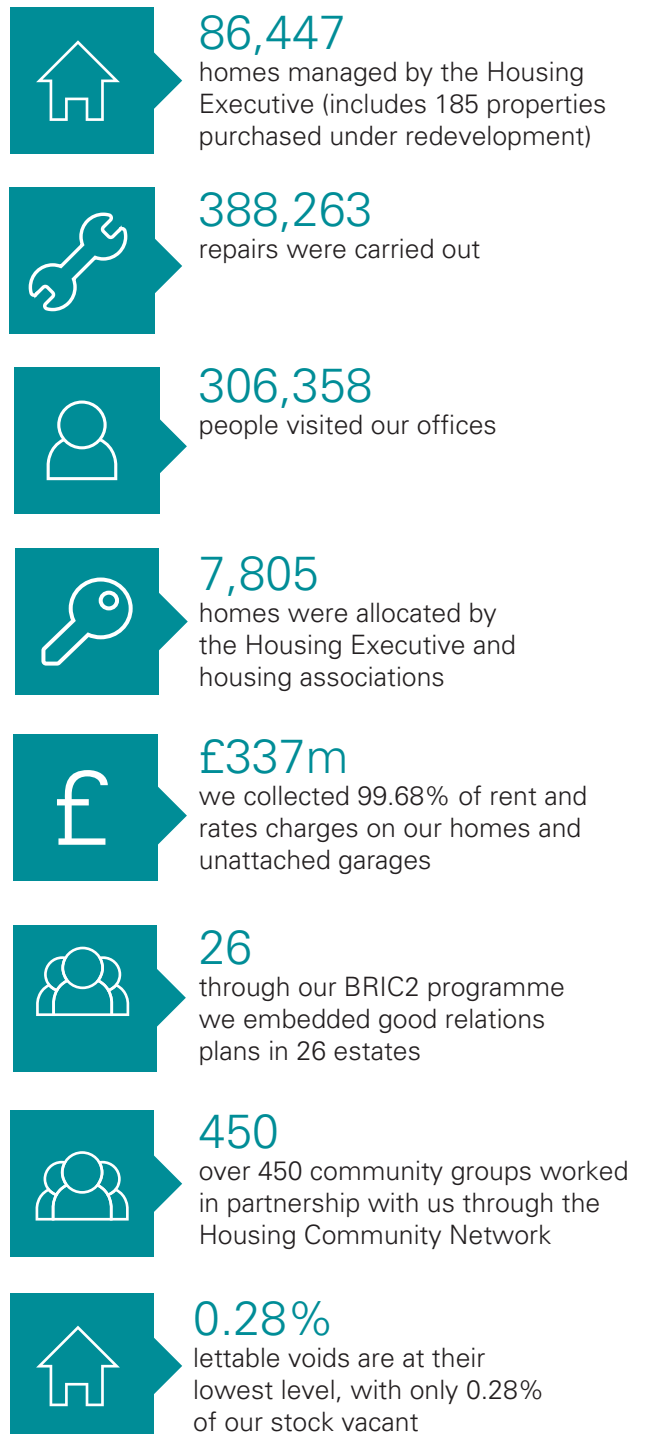 86,447
homes managed by the Housing
Executive (includes 185 properties
purchased under redevelopment)
388,263
repairs were carried out
306,358
people visited our offices
7,805
homes were allocated by
the Housing Executive and
housing associations
£
£337m
we collected 99.68% of rent and
rates charges on our homes and
unattached garages
26
through our BRIC2 programme
we embedded good relations
plans in 26 estates
450
over 450 community groups worked
in partnership with us through the
Housing Community Network
0.28%
lettable voids are at their
lowest level, with only 0.28%
of our stock vacant